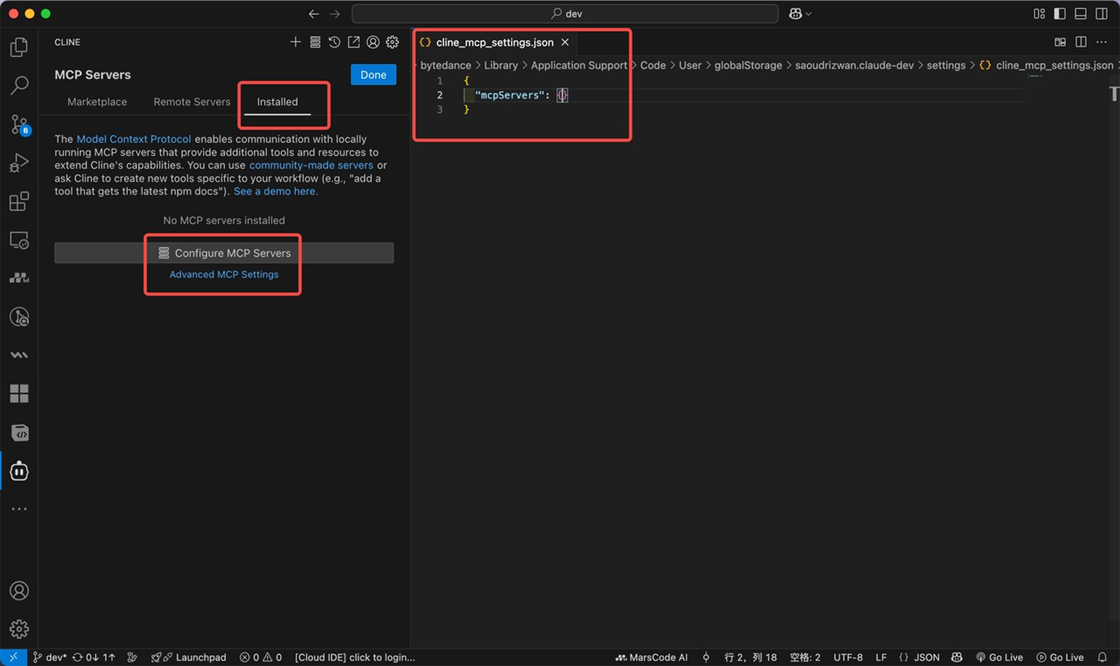 dev
CLINE
MCP Servers
Done
Marketplace
Remote Servers
Installed
The Model Context Protocol enables communication with locally
running MCP servers that provide additional tools and resources to
extend Cline's capabilities. You can use community-made servers or
ask Cline to create new tools specific to your workflow (e.g., "add a
tool that gets the latest npm docs"). See a demo here.
No MCP servers installed
Configure MCP Servers
Advanced MCP Settings
{} cline_mcp_settings.json ×
bytedance > Library > Application Support > Code > User > globalStorage > saoudrizwan.claude-dev > settings > {} cline_mcp_settings.json >
1 {
2 "mcpServers": {}
3 }
6
dev* 0↓ 1↑ Launchpad 0 0 [Cloud IDE] click to login... MarsCode AI 行 2, 列 18 空格: 2 UTF-8 LF {} JSON Go Live Go Live